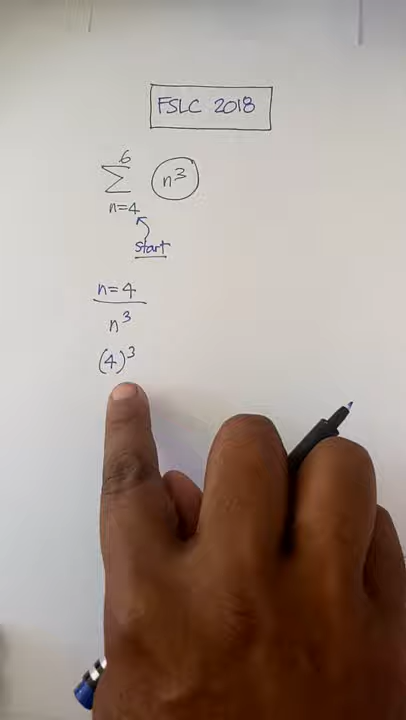 FSLC 2018
6
∑ n³
n=4
start
n=4
n³
(4)³